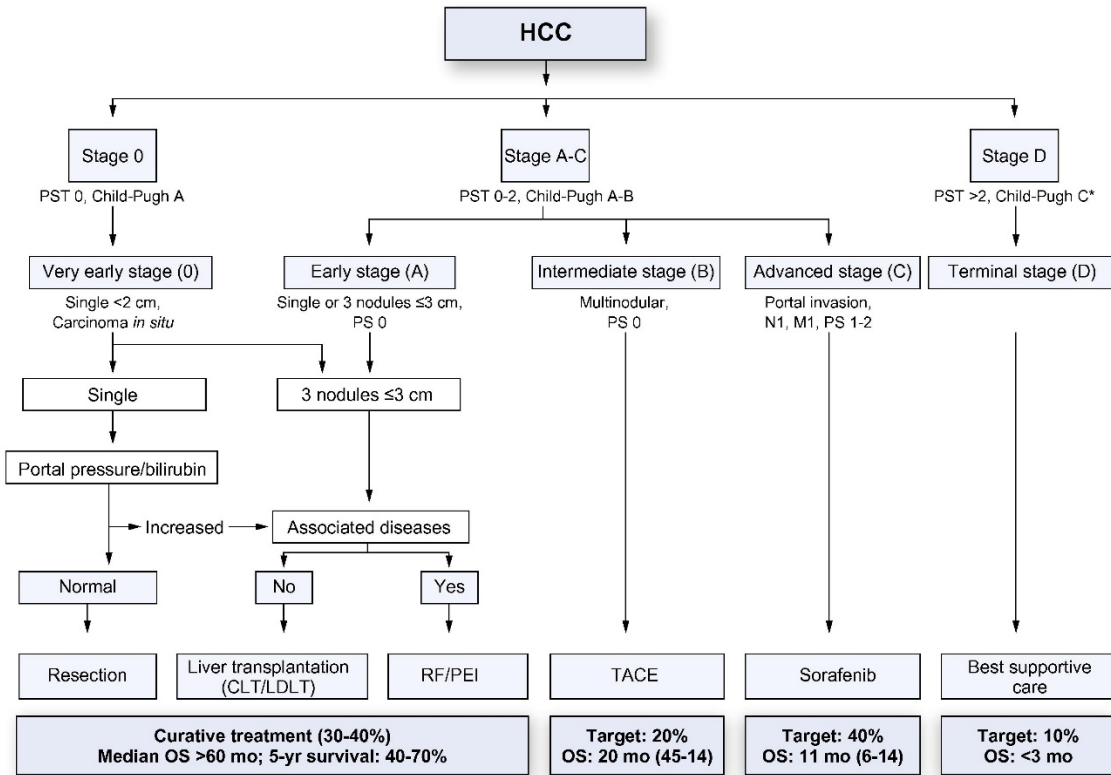 HCC
Stage 0
PST 0, Child-Pugh A
Stage A-C
PST 0-2, Child-Pugh A-B
Stage D
PST >2, Child-Pugh C*
Very early stage (0)
Single <2 cm,
Carcinoma in situ
Early stage (A)
Single or 3 nodules ≤3 cm,
PS 0
Intermediate stage (B)
Multinodular,
PS 0
Advanced stage (C)
Portal invasion,
N1, M1, PS 1-2
Terminal stage (D)
Single
3 nodules ≤3 cm
Portal pressure/bilirubin
Increased
Associated diseases
Normal
No
Yes
Resection
Liver transplantation
(CLT/LDLT)
RF/PEI
TACE
Sorafenib
Best supportive
care
Curative treatment (30-40%)
Median OS >60 mo; 5-yr survival: 40-70%
Target: 20%
OS: 20 mo (45-14)
Target: 40%
OS: 11 mo (6-14)
Target: 10%
OS: <3 mo